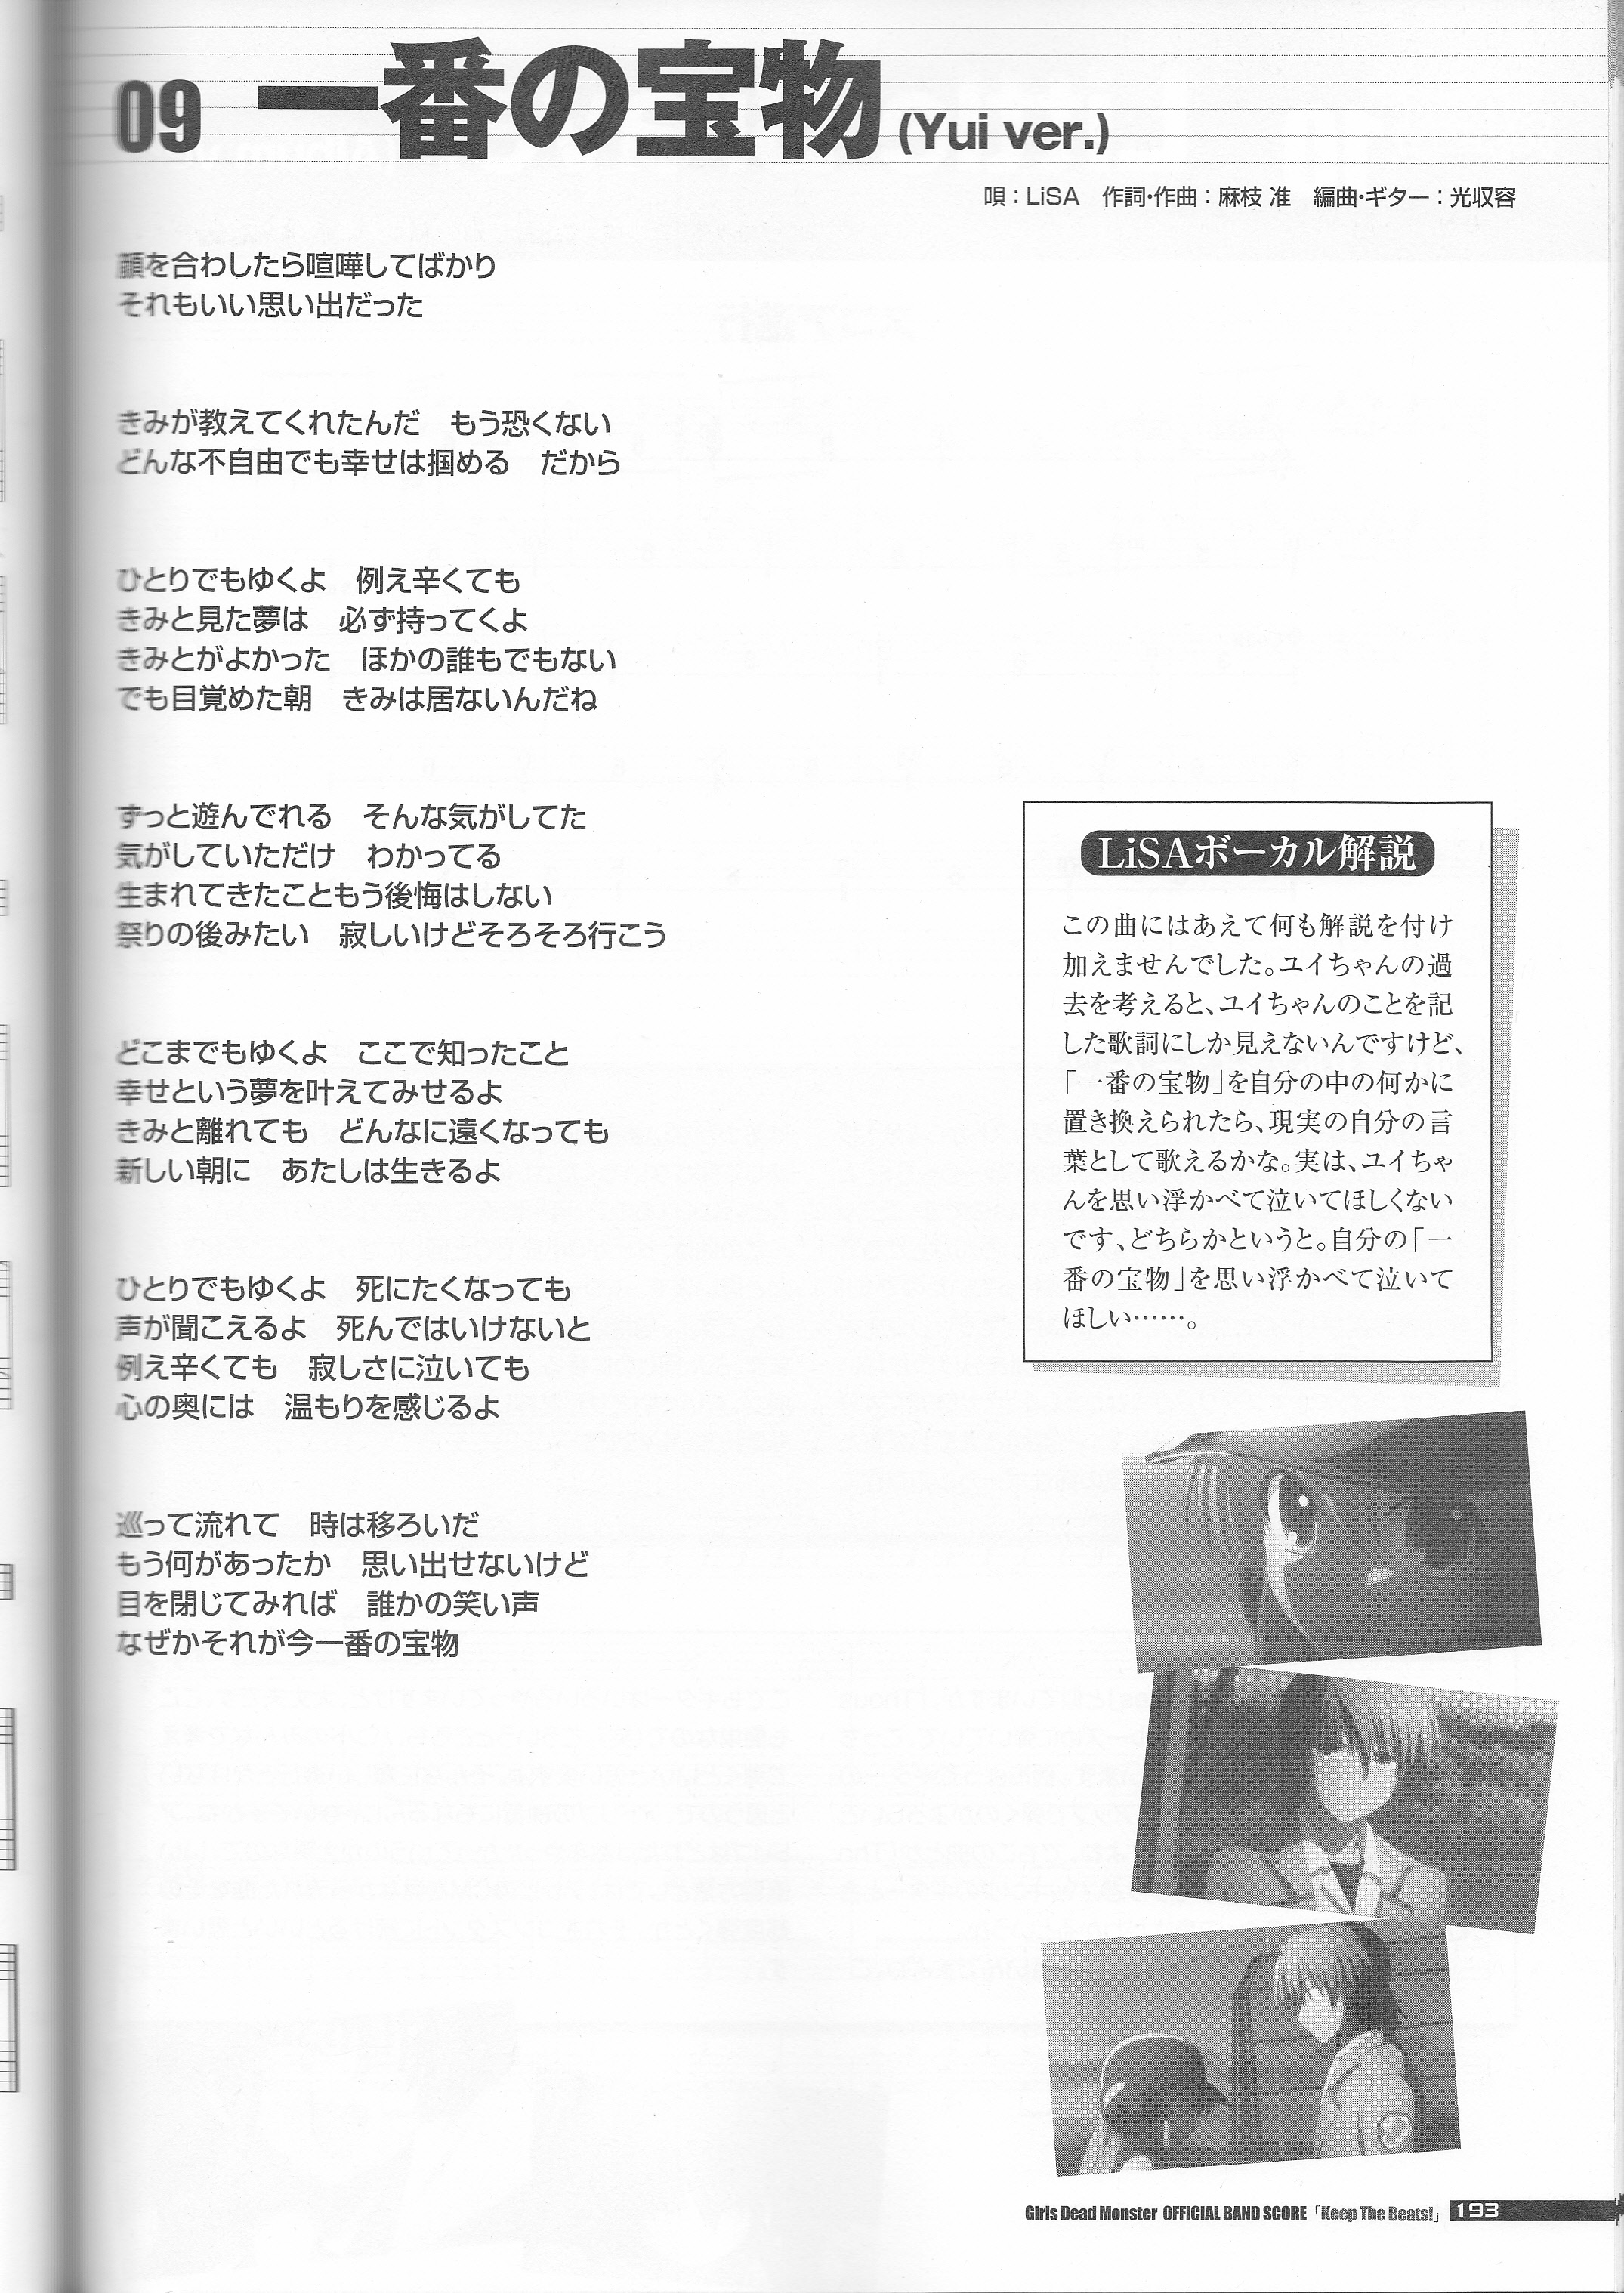 09 一番の宝物 (Yui ver.)
唄：LiSA　作詞・作曲：麻枝 准　編曲・ギター：光収容
顔を合わしたら喧嘩してばかり
それもいい思い出だった
きみが教えてくれたんだ　もう恐くない
どんな不自由でも幸せは掴める　だから
ひとりでもゆくよ　例え辛くても
きみと見た夢は　必ず持ってくよ
きみとがよかった　ほかの誰もでもない
でも目覚めた朝　きみは居ないんだね
ずっと遊んでれる　そんな気がしてた
気がしていただけ　わかってる
生まれてきたこともう後悔はしない
祭りの後みたい　寂しいけどそろそろ行こう
どこまでもゆくよ　ここで知ったこと
幸せという夢を叶えてみせるよ
きみと離れても　どんなに遠くなっても
新しい朝に　あたしは生きるよ
ひとりでもゆくよ　死にたくなっても
声が聞こえるよ　死んではいけないと
例え辛くても　寂しさに泣いても
心の奥には　温もりを感じるよ
巡って流れて　時は移ろいだ
もう何があったか　思い出せないけど
目を閉じてみれば　誰かの笑い声
なぜかそれが今一番の宝物
LiSAボーカル解説
この曲にはあえて何も解説を付け
加えませんでした。ユイちゃんの過
去を考えると、ユイちゃんのことを記
した歌詞にしか見えないんですけど、
「一番の宝物」を自分の中の何かに
置き換えられたら、現実の自分の言
葉として歌えるかな。実は、ユイちゃ
んを思い浮かべて泣いてほしくない
です、どちらかというと。自分の「一
番の宝物」を思い浮かべて泣いて
ほしい……。
Girls Dead Monster OFFICIAL BAND SCORE「Keep The Beats!」 193